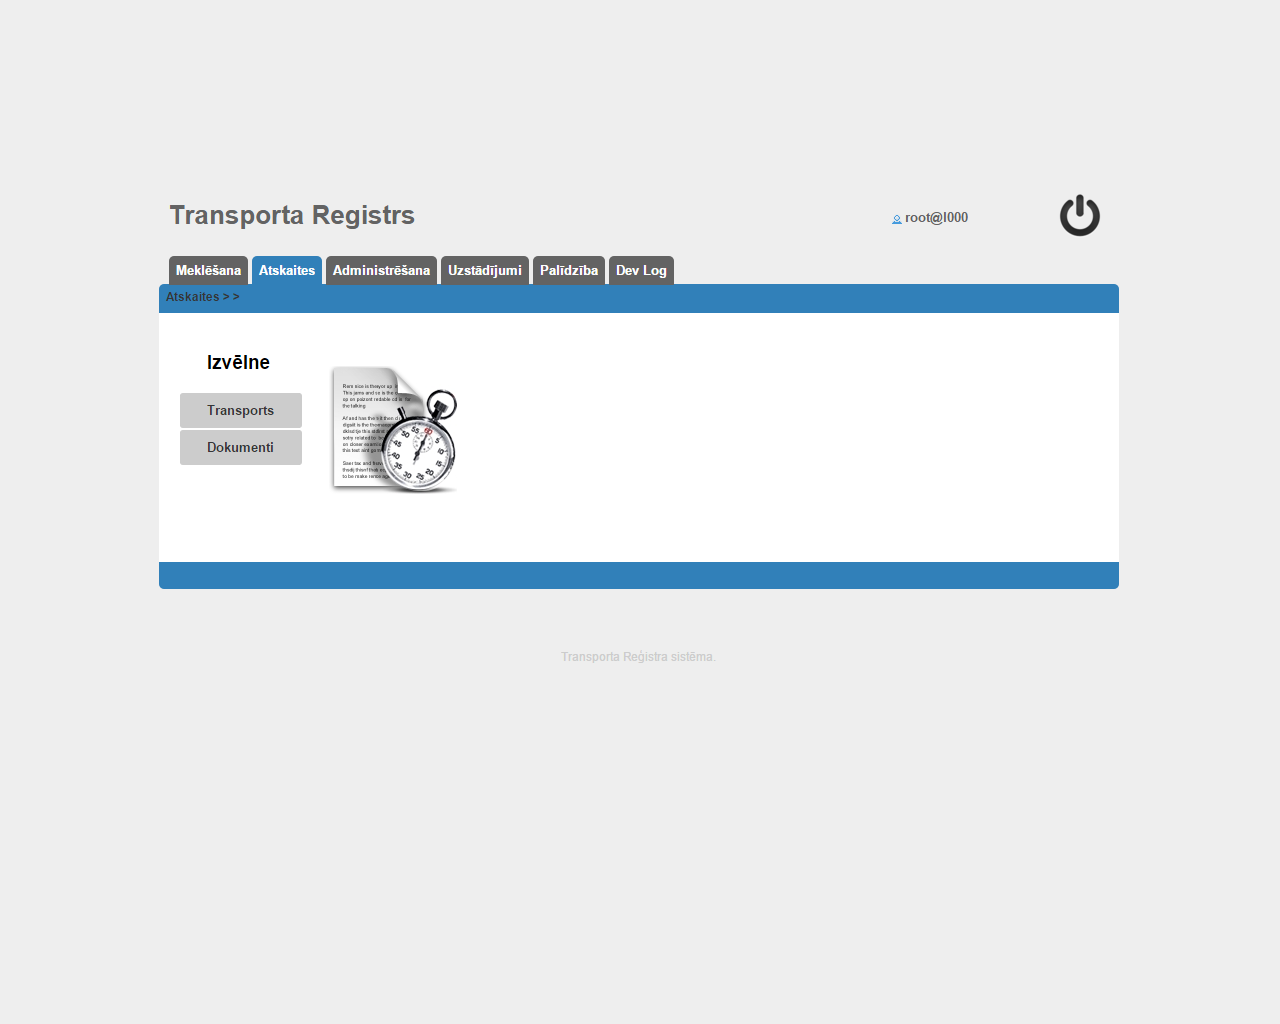 Transporta Registrs
root@l000
Meklēšana Atskaites Administrēšana Uzstādījumi Palīdzība Dev Log
Atskaites > >
Izvēlne
Transports
Dokumenti
Transporta Reģistra sistēma.